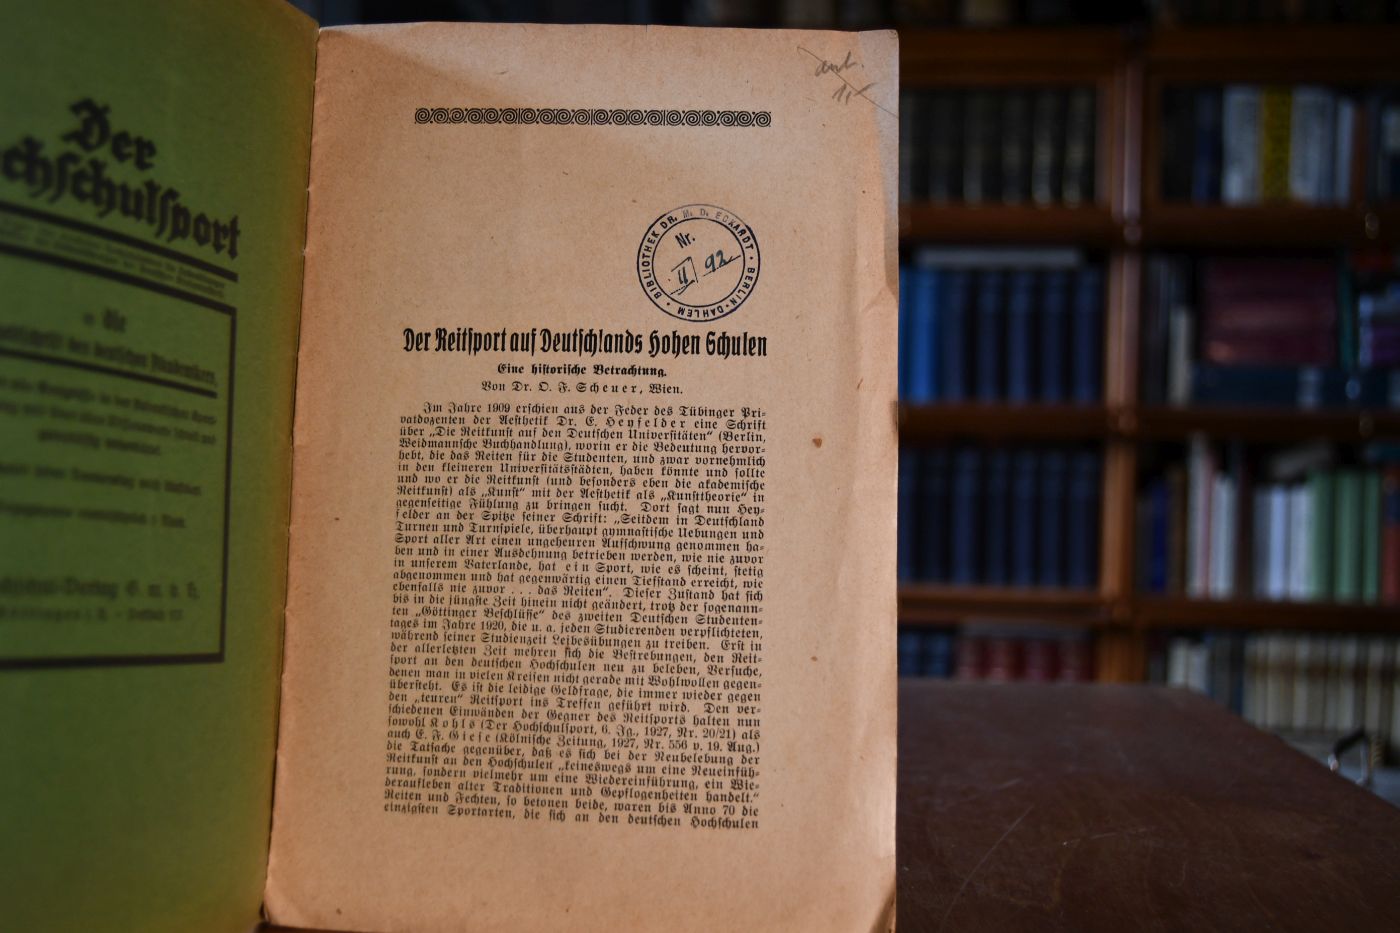 Der
chschulsport
die
Der Reitsport auf Deutschlands Hohen Schulen
Eine historische Betrachtung.
Von Dr. O. F. Scheuer, Wien.
Im Jahre 1909 erschien aus der Feder des Tübinger Pri-
vatdozenten der Aesthetik Dr. E. Heyfelder eine Schrift
über „Die Reitkunst auf den Deutschen Universitäten“ (Berlin,
Weidmannsche Buchhandlung), worin er die Bedeutung hervor-
hebt, die das Reiten für die Studenten, und zwar vornehmlich
in den kleineren Universitätsstädten, haben könnte und sollte
und wo er die Reitkunst (und besonders eben die akademische
Reitkunst) als „Kunst“ mit der Aesthetik als „Kunsttheorie“ in
gegenseitige Fühlung zu bringen sucht. Dort sagt nun Hey-
felder an der Spitze seiner Schrift: „Seitdem in Deutschland
Turnen und Turnspiele, überhaupt gymnastische Uebungen und
Sport aller Art einen ungeheuren Aufschwung genommen ha-
ben und in einer Ausdehnung betrieben werden, wie nie zuvor
in unserem Vaterlande, hat ein Sport, wie es scheint, stetig
abgenommen und hat gegenwärtig einen Tiefstand erreicht, wie
ebenfalls nie zuvor . . . das Reiten“. Dieser Zustand hat sich
bis in die jüngste Zeit hinein nicht geändert, trotz der sogenann-
ten „Göttinger Beschlüsse“ des zweiten Deutschen Studenten-
tages im Jahre 1920, die u. a. jeden Studierenden verpflichteten,
während seiner Studienzeit Leibesübungen zu treiben. Erst in
der allerletzten Zeit mehren sich die Bestrebungen, den Reit-
sport an den deutschen Hochschulen neu zu beleben, Versuche,
denen man in vielen Kreisen nicht gerade mit Wohlwollen gegen-
übersteht. Es ist die leidige Geldfrage, die immer wieder gegen
den „teuren“ Reitsport ins Treffen geführt wird. Den ver-
schiedenen Einwänden der Gegner des Reitsports halten nun
sowohl Kohls (Der Hochschulsport, 6. Jg., 1927, Nr. 20/21) als
auch E. F. Giese (Kölnische Zeitung, 1927, Nr. 556 v. 19. Aug.)
die Tatsache gegenüber, daß es sich bei der Neubelebung der
Reitkunst an den Hochschulen „keineswegs um eine Neueinfüh-
rung, sondern vielmehr um eine Wiedereinführung, ein Wie-
deraufleben alter Traditionen und Gepflogenheiten handelt.“
Reiten und Fechten, so betonen beide, waren bis Anno 70 die
einzigsten Sportarten, die sich an den deutschen Hochschulen
BIBLIOTHEK DR. M. D. ECKARDT • BERLIN-DAHLEM •
Nr.
II 92